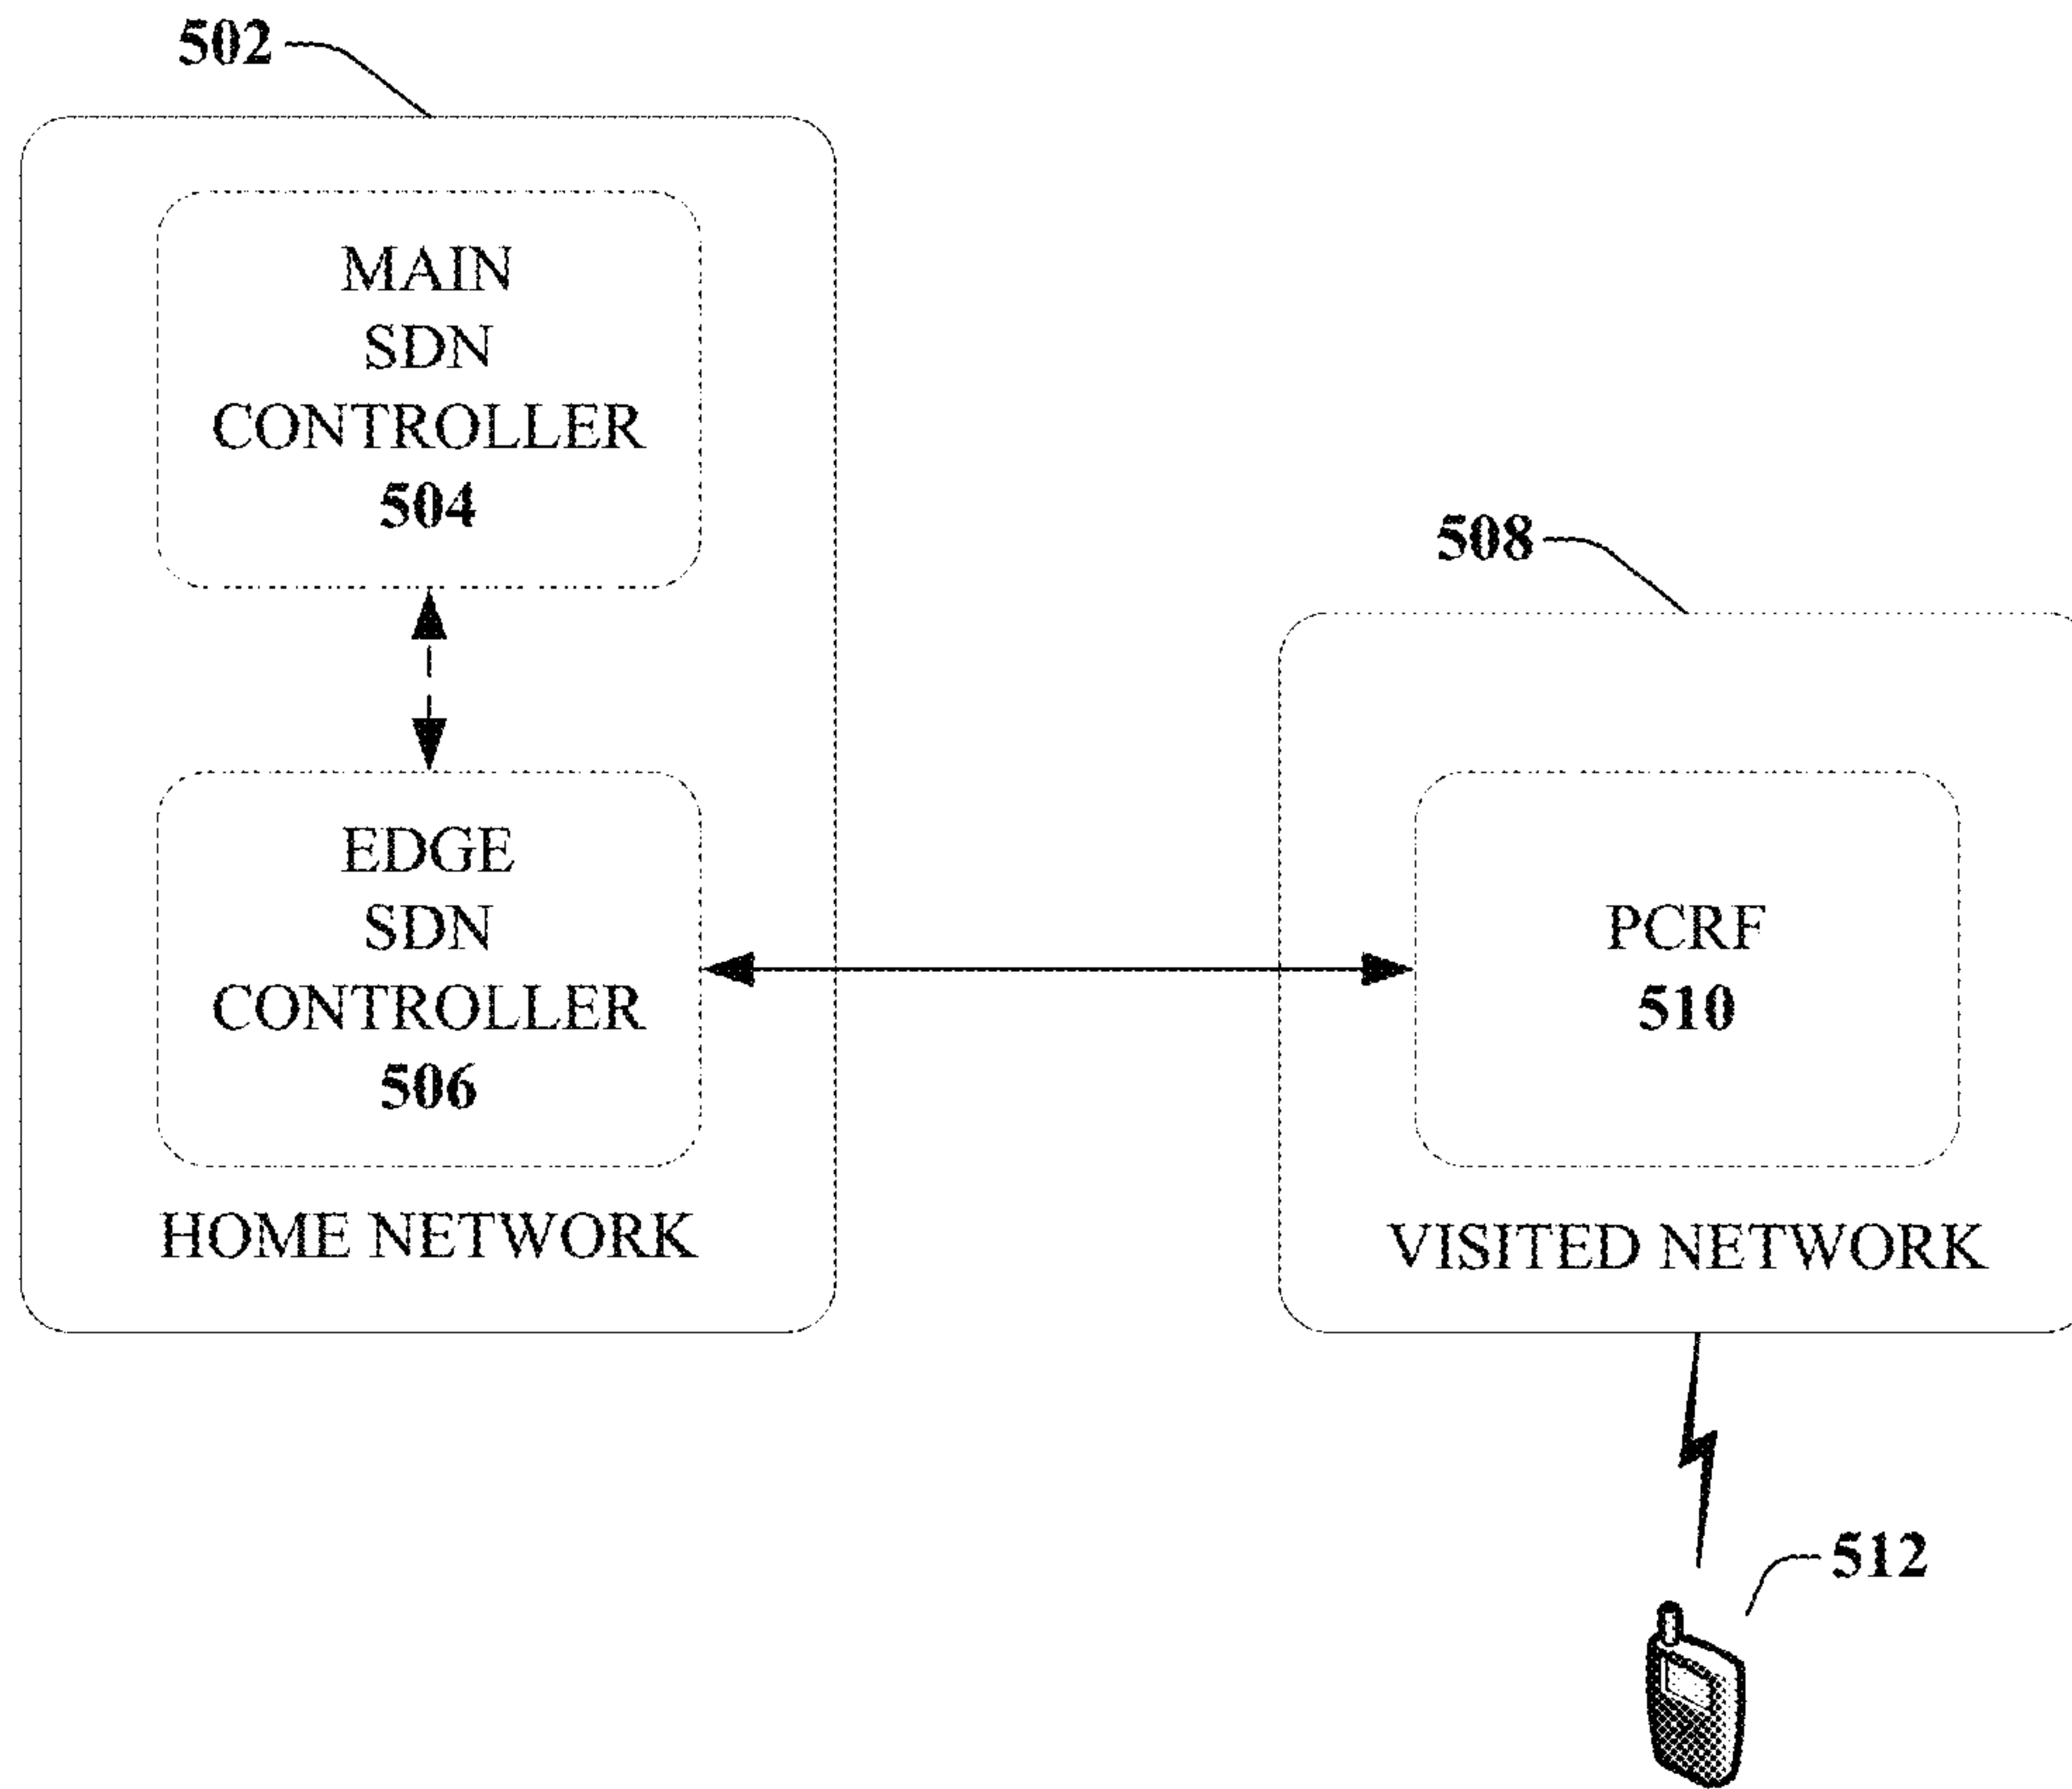 502
MAIN
SDN
CONTROLLER
504
EDGE
SDN
CONTROLLER
506
HOME NETWORK
508
PCRF
510
VISITED NETWORK
512